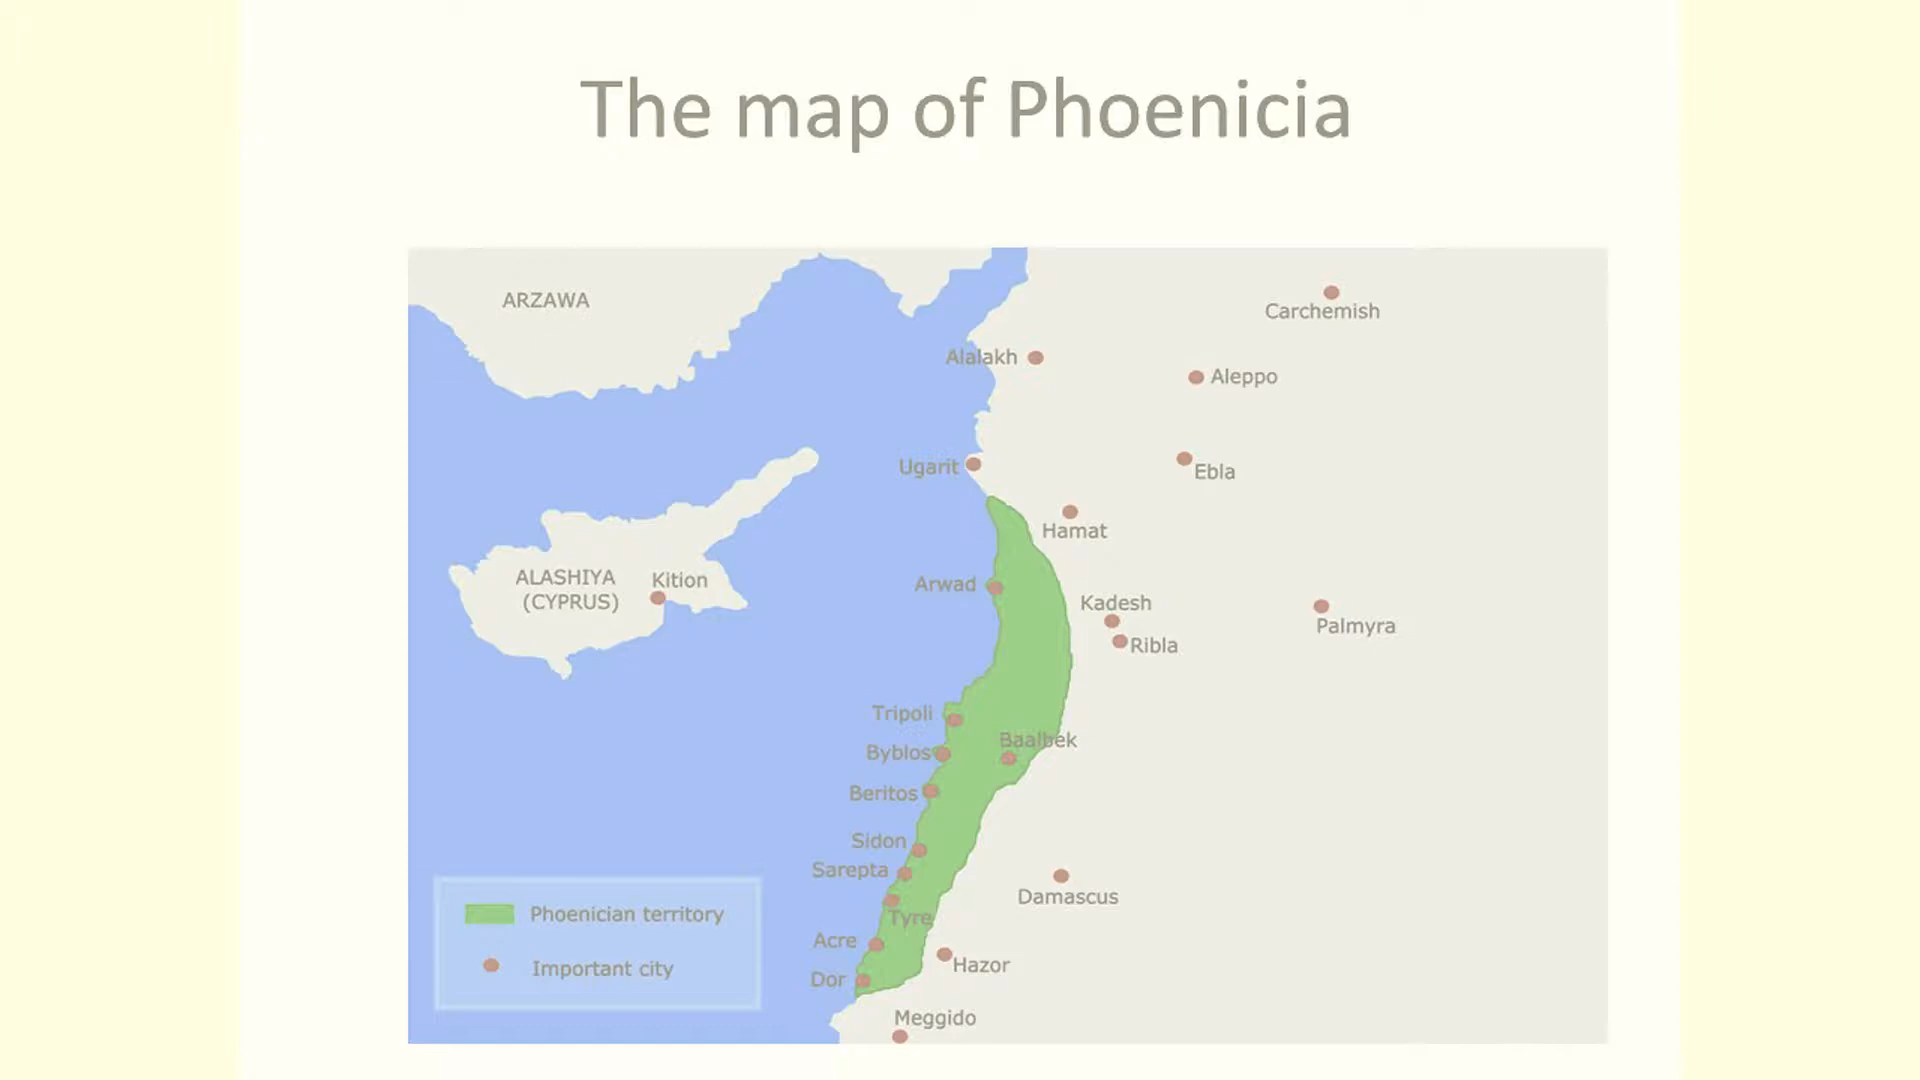 The map of Phoenicia
ARZAWA
Carchemish
Alalakh
Aleppo
Ugarit
Ebla
Hamat
ALASHIYA
(CYPRUS)
Kition
Arwad
Kadesh
Ribla
Palmyra
Tripoli
Baalbek
Byblos
Beritos
Sidon
Sarepta
Damascus
Tyre
Acre
Hazor
Dor
Meggido
Phoenician territory
Important city